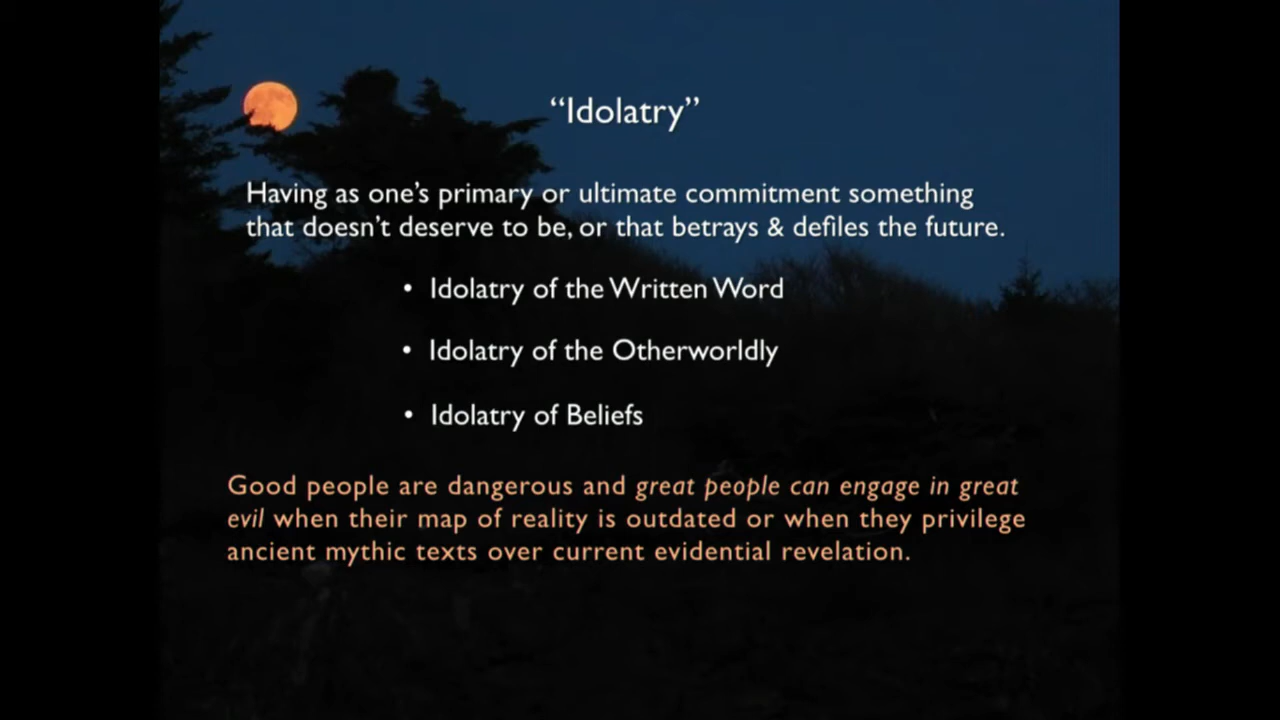 “Idolatry”
Having as one’s primary or ultimate commitment something
that doesn’t deserve to be, or that betrays & defiles the future.
• Idolatry of the Written Word
• Idolatry of the Otherworldly
• Idolatry of Beliefs
Good people are dangerous and great people can engage in great
evil when their map of reality is outdated or when they privilege
ancient mythic texts over current evidential revelation.